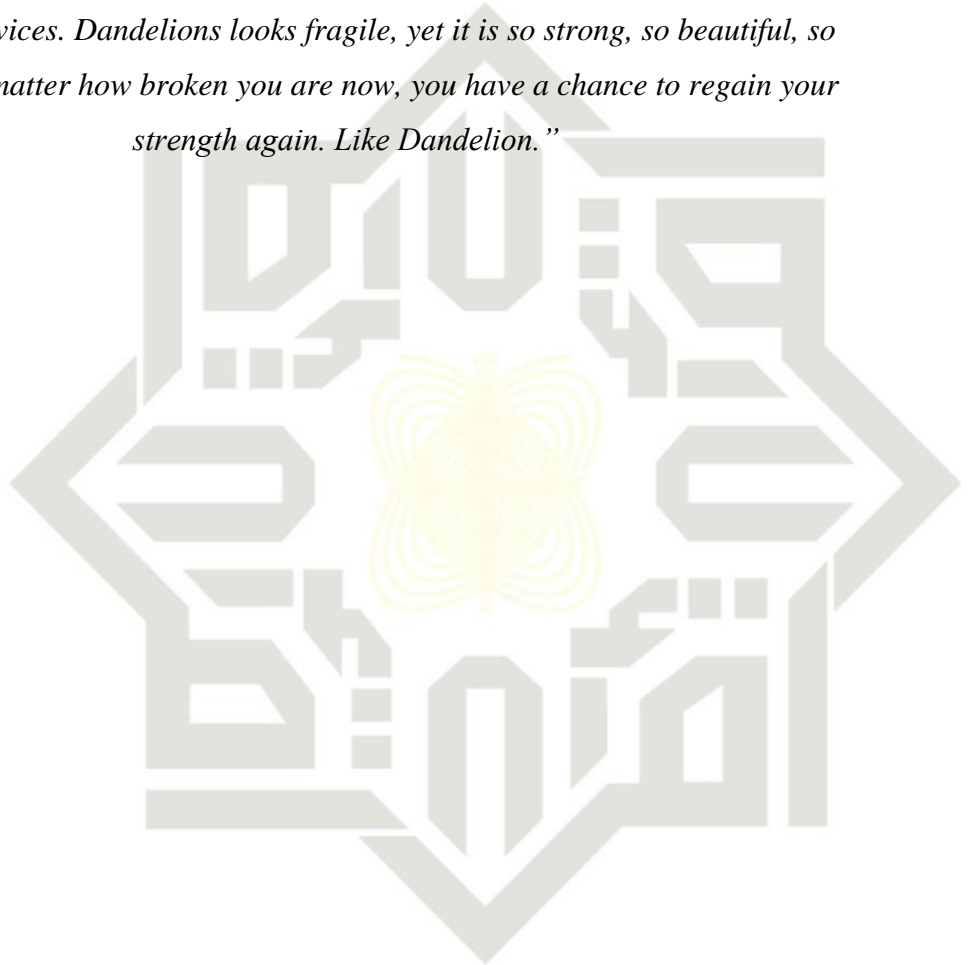 vices. Dandelions looks fragile, yet it is so strong, so beautiful, so
matter how broken you are now, you have a chance to regain your
strength again. Like Dandelion.”